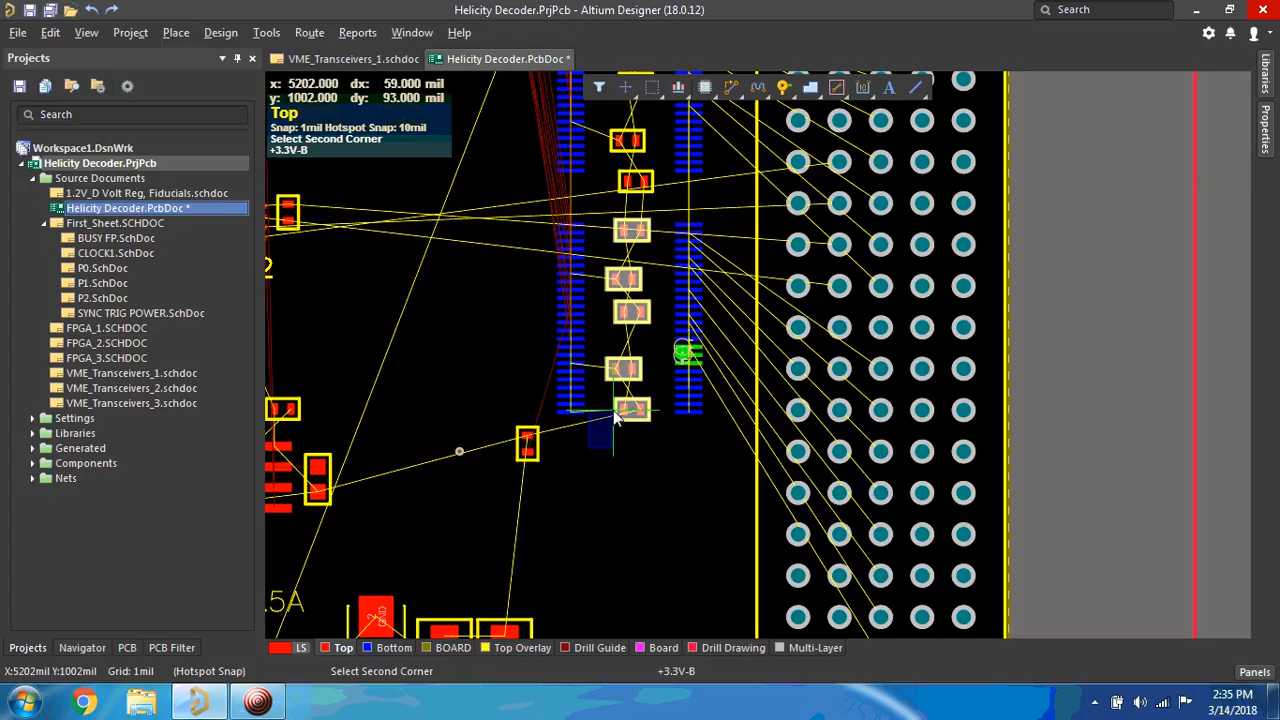 Helicity Decoder.PrjPcb - Altium Designer (18.0.12)
Search
File Edit View Project Place Design Tools Route Reports Window Help
Projects
VME_Transceivers_1.schdoc
Helicity Decoder.PcbDoc *
x: 5202.000 dx: 59.000 mil
y: 1002.000 dy: 93.000 mil
Top
Snap: 1mil Hotspot Snap: 10mil
Select Second Corner
+3.3V-B
Search
Workspace1.DsnWrk
Helicity Decoder.PrjPcb
Source Documents
1.2V_D Volt Reg, Fiducials.schdoc
Helicity Decoder.PcbDoc *
First_Sheet.SCHDOC
BUSY FP.SchDoc
CLOCK1.SchDoc
P0.SchDoc
P1.SchDoc
P2.SchDoc
SYNC TRIG POWER.SchDoc
FPGA_1.SCHDOC
FPGA_2.SCHDOC
FPGA_3.SCHDOC
VME_Transceivers_1.schdoc
VME_Transceivers_2.schdoc
VME_Transceivers_3.schdoc
Settings
Libraries
Generated
Components
Nets
Libraries
Properties
2
.5A
2
GND
Projects Navigator PCB PCB Filter
LS Top Bottom BOARD Top Overlay Drill Guide Board Drill Drawing Multi-Layer
X:5202mil Y:1002mil Grid: 1mil (Hotspot Snap) Select Second Corner +3.3V-B Panels
2:35 PM
3/14/2018